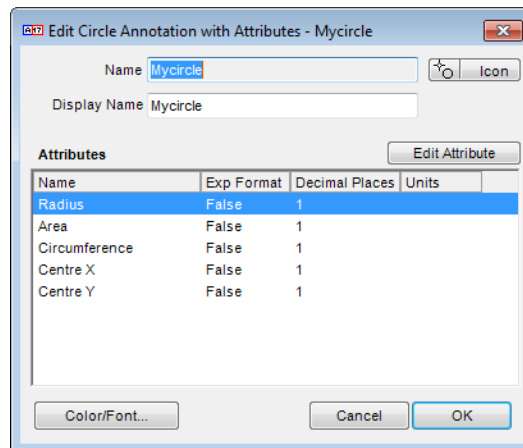 A17 Edit Circle Annotation with Attributes - Mycircle
Name Mycircle Icon
Display Name Mycircle
Attributes Edit Attribute
Name Exp Format Decimal Places Units
Radius False 1
Area False 1
Circumference False 1
Centre X False 1
Centre Y False 1
Color/Font... Cancel OK